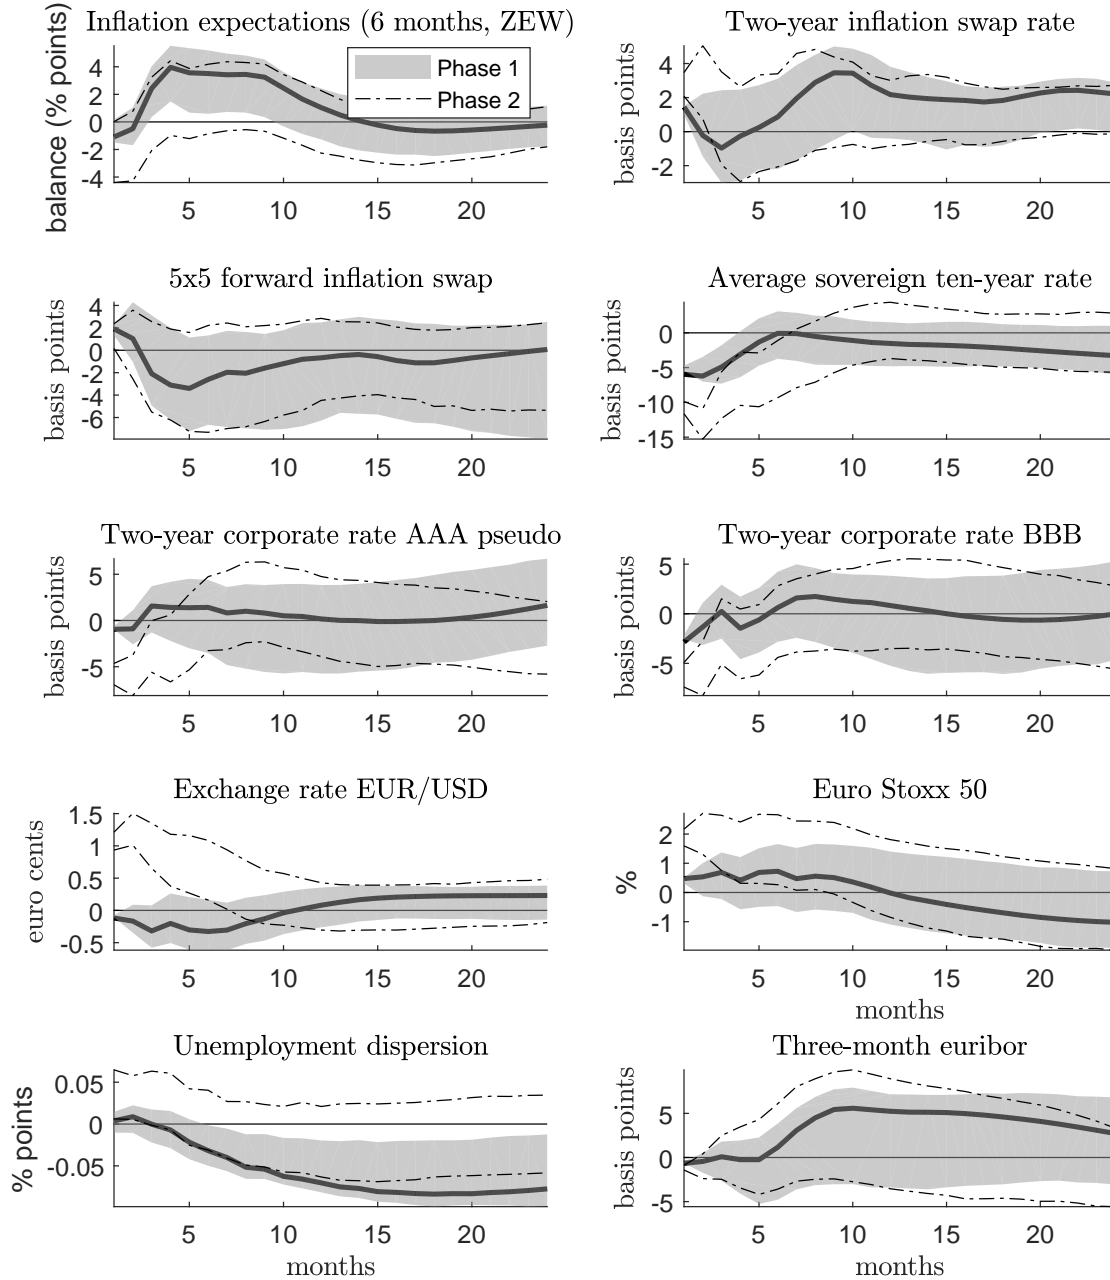 Inflation expectations (6 months, ZEW)
balance (% points)
4
2
0
-2
-4
5 10 15 20
Phase 1
Phase 2
Two-year inflation swap rate
basis points
4
2
0
-2
5 10 15 20
5x5 forward inflation swap
basis points
4
2
0
-2
-4
-6
5 10 15 20
Average sovereign ten-year rate
basis points
0
-5
-10
-15
5 10 15 20
Two-year corporate rate AAA pseudo
basis points
5
0
-5
5 10 15 20
Two-year corporate rate BBB
basis points
5
0
-5
5 10 15 20
Exchange rate EUR/USD
euro cents
1.5
1
0.5
0
-0.5
5 10 15 20
Euro Stoxx 50
%
2
1
0
-1
5 10 15 20
months
Unemployment dispersion
% points
0.05
0
-0.05
5 10 15 20
months
Three-month euribor
basis points
5
0
-5
5 10 15 20
months